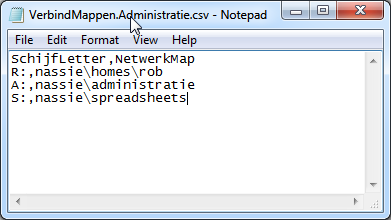 VerbindMappen.Administratie.csv - Notepad
File Edit Format View Help
SchijfLetter,NetwerkMap
R:,nassie\homes\rob
A:,nassie\administratie
S:,nassie\spreadsheets